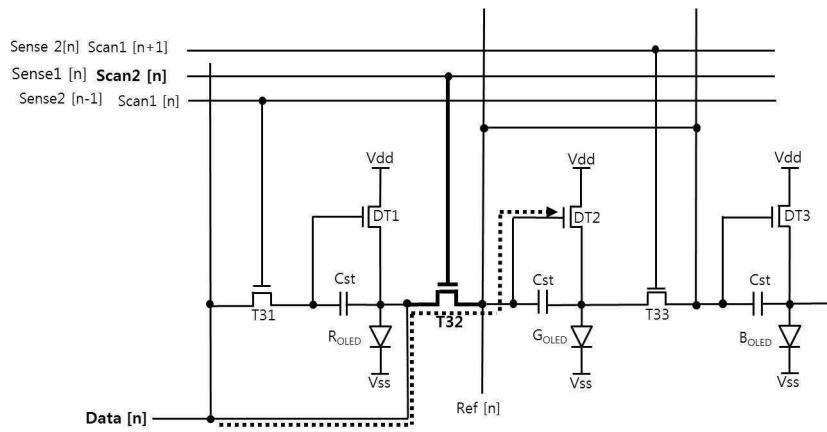 Sense 2[n] Scan1 [n+1]
Sense1 [n] Scan2 [n]
Sense2 [n-1] Scan1 [n]
Vdd Vdd Vdd
DT1 DT2 DT3
Cst Cst Cst
T31 T32 T33
ROLED GOLED BOLED
Vss Vss Vss
Data [n] Ref [n]